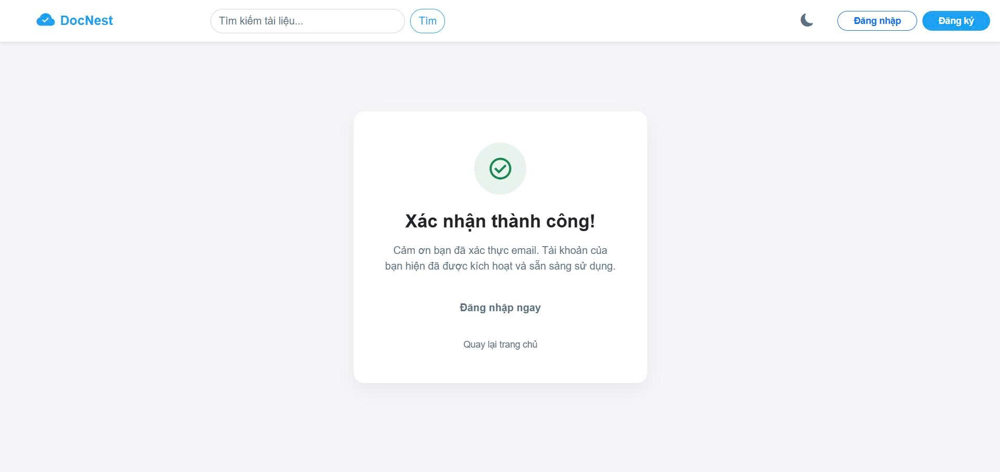 DocNest
Tìm kiếm tài liệu...
Tìm
Đăng nhập
Đăng ký
Xác nhận thành công!
Cảm ơn bạn đã xác thực email. Tài khoản của
bạn hiện đã được kích hoạt và sẵn sàng sử dụng.
Đăng nhập ngay
Quay lại trang chủ